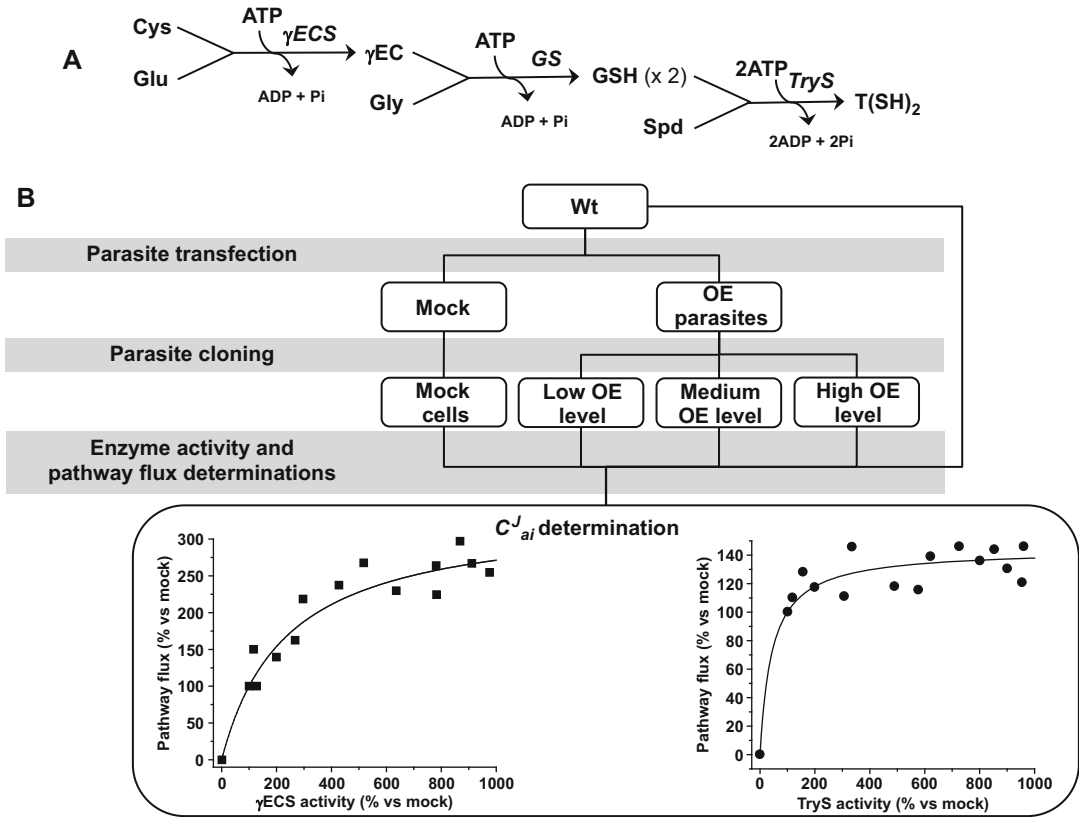 A
Cys
Glu
ATP
γECS
ADP + Pi
γEC
Gly
ATP
GS
ADP + Pi
GSH (x 2)
Spd
2ATP
TryS
2ADP + 2Pi
T(SH)₂
B
Wt
Parasite transfection
Mock
OE
parasites
Parasite cloning
Mock
cells
Low OE
level
Medium
OE level
High OE
level
Enzyme activity and
pathway flux determinations
C^J_ai determination
Pathway flux (% vs mock)
300
250
200
150
100
50
0
0 200 400 600 800 1000
γECS activity (% vs mock)
Pathway flux (% vs mock)
140
120
100
80
60
40
20
0
0 200 400 600 800 1000
TryS activity (% vs mock)